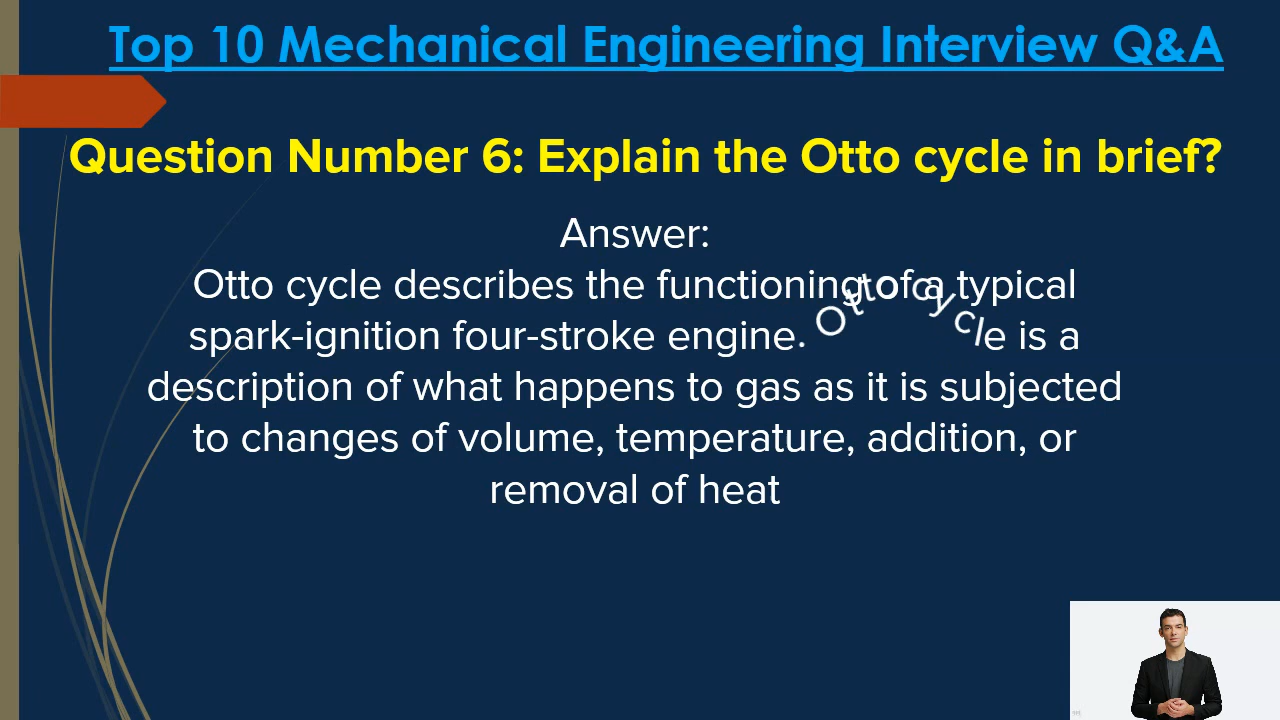 Top 10 Mechanical Engineering Interview Q&A
Question Number 6: Explain the Otto cycle in brief?
Answer:
Otto cycle describes the functioning of a typical
spark-ignition four-stroke engine. Otto cycle is a
description of what happens to gas as it is subjected
to changes of volume, temperature, addition, or
removal of heat